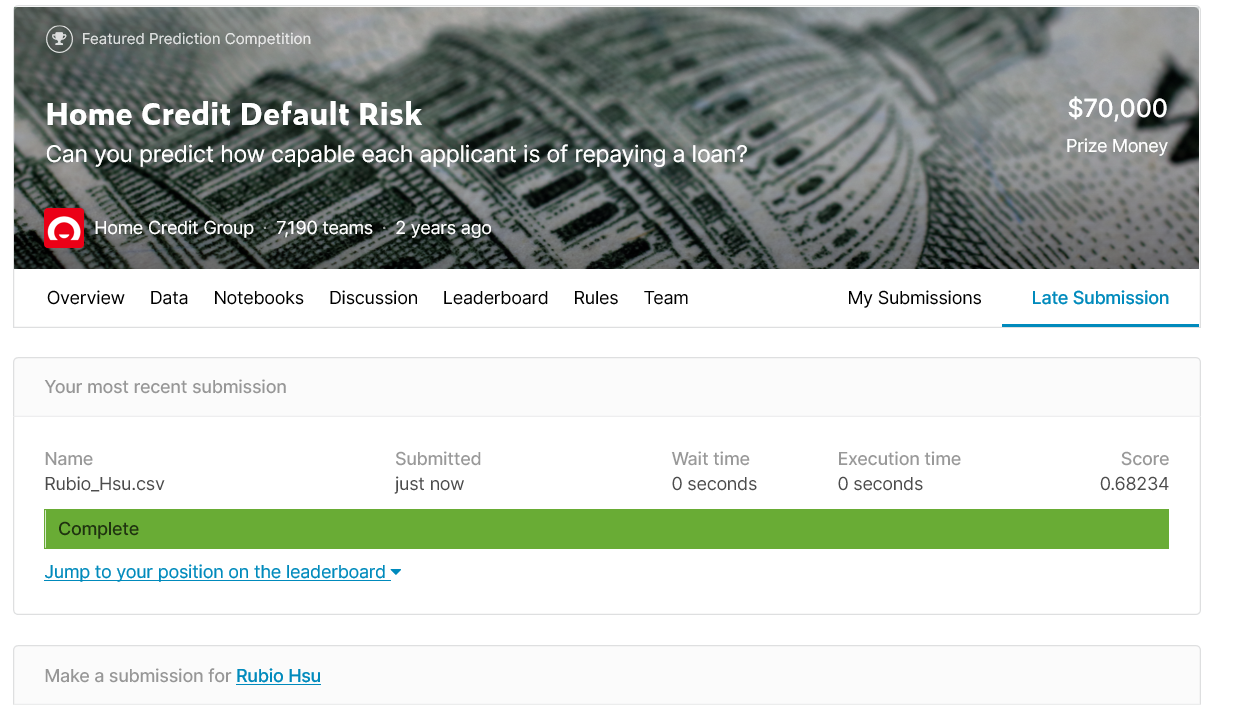 Featured Prediction Competition
Home Credit Default Risk
Can you predict how capable each applicant is of repaying a loan?
$70,000
Prize Money
Home Credit Group · 7,190 teams · 2 years ago
Overview Data Notebooks Discussion Leaderboard Rules Team My Submissions Late Submission
Your most recent submission
Name Submitted Wait time Execution time Score
Rubio_Hsu.csv just now 0 seconds 0 seconds 0.68234
Complete
Jump to your position on the leaderboard
Make a submission for Rubio Hsu